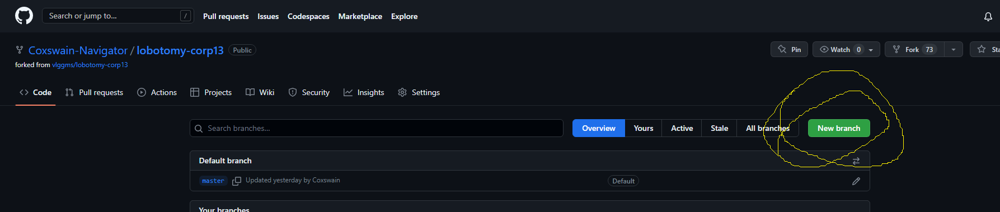 Search or jump to... /
Pull requests Issues Codespaces Marketplace Explore
Coxswain-Navigator / lobotomy-corp13 Public
Pin Watch 0 Fork 73
forked from vlggms/lobotomy-corp13
Code Pull requests Actions Projects Wiki Security Insights Settings
Search branches... Overview Yours Active Stale All branches New branch
Default branch
master Updated yesterday by Coxswain Default
Your branches